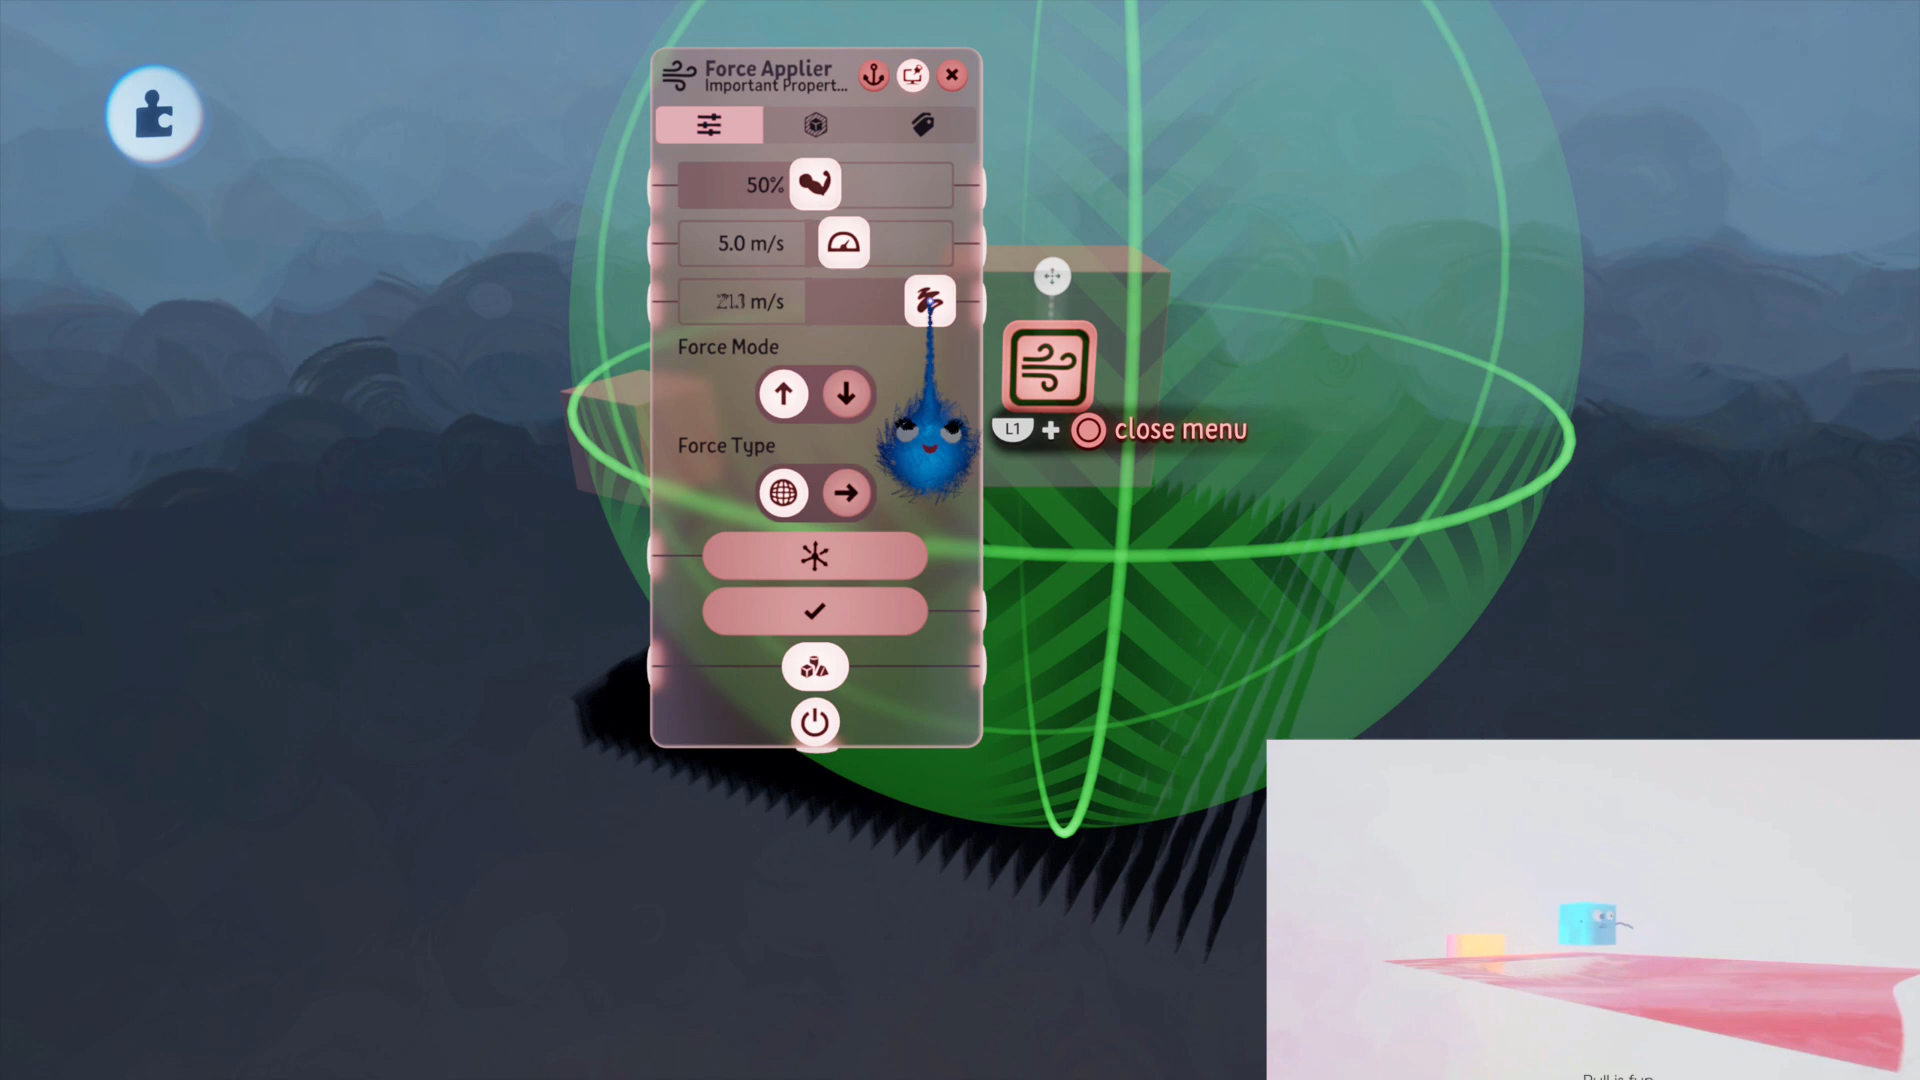 Force Applier
Important Propert...
50%
5.0 m/s
m/s
Force Mode
Force Type
L1 + close menu